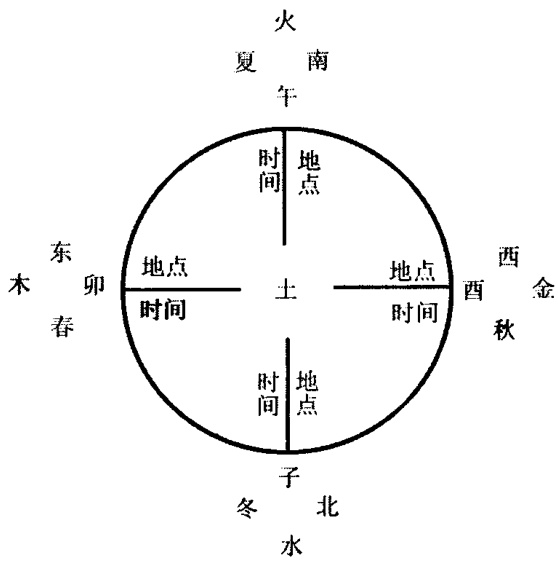 火
夏 南
午
时间 地点
东
木 卯
春
地点
时间
土
地点
时间
西
酉 金
秋
时间 地点
子
冬 北
水